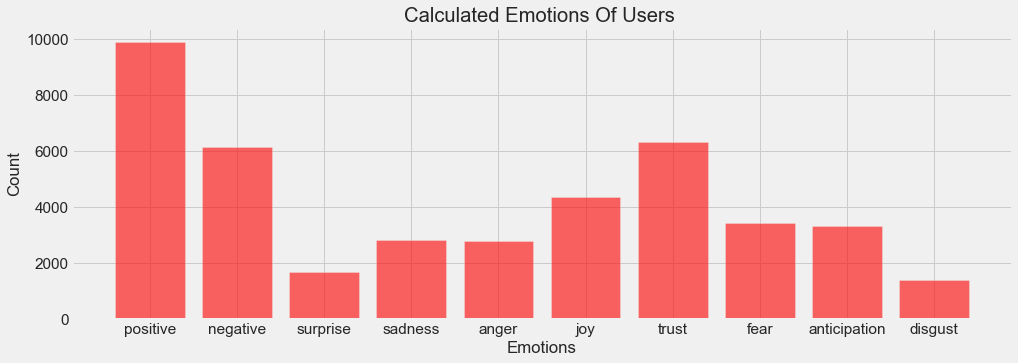 Calculated Emotions Of Users
Count
10000
8000
6000
4000
2000
0
positive negative surprise sadness anger joy trust fear anticipation disgust
Emotions